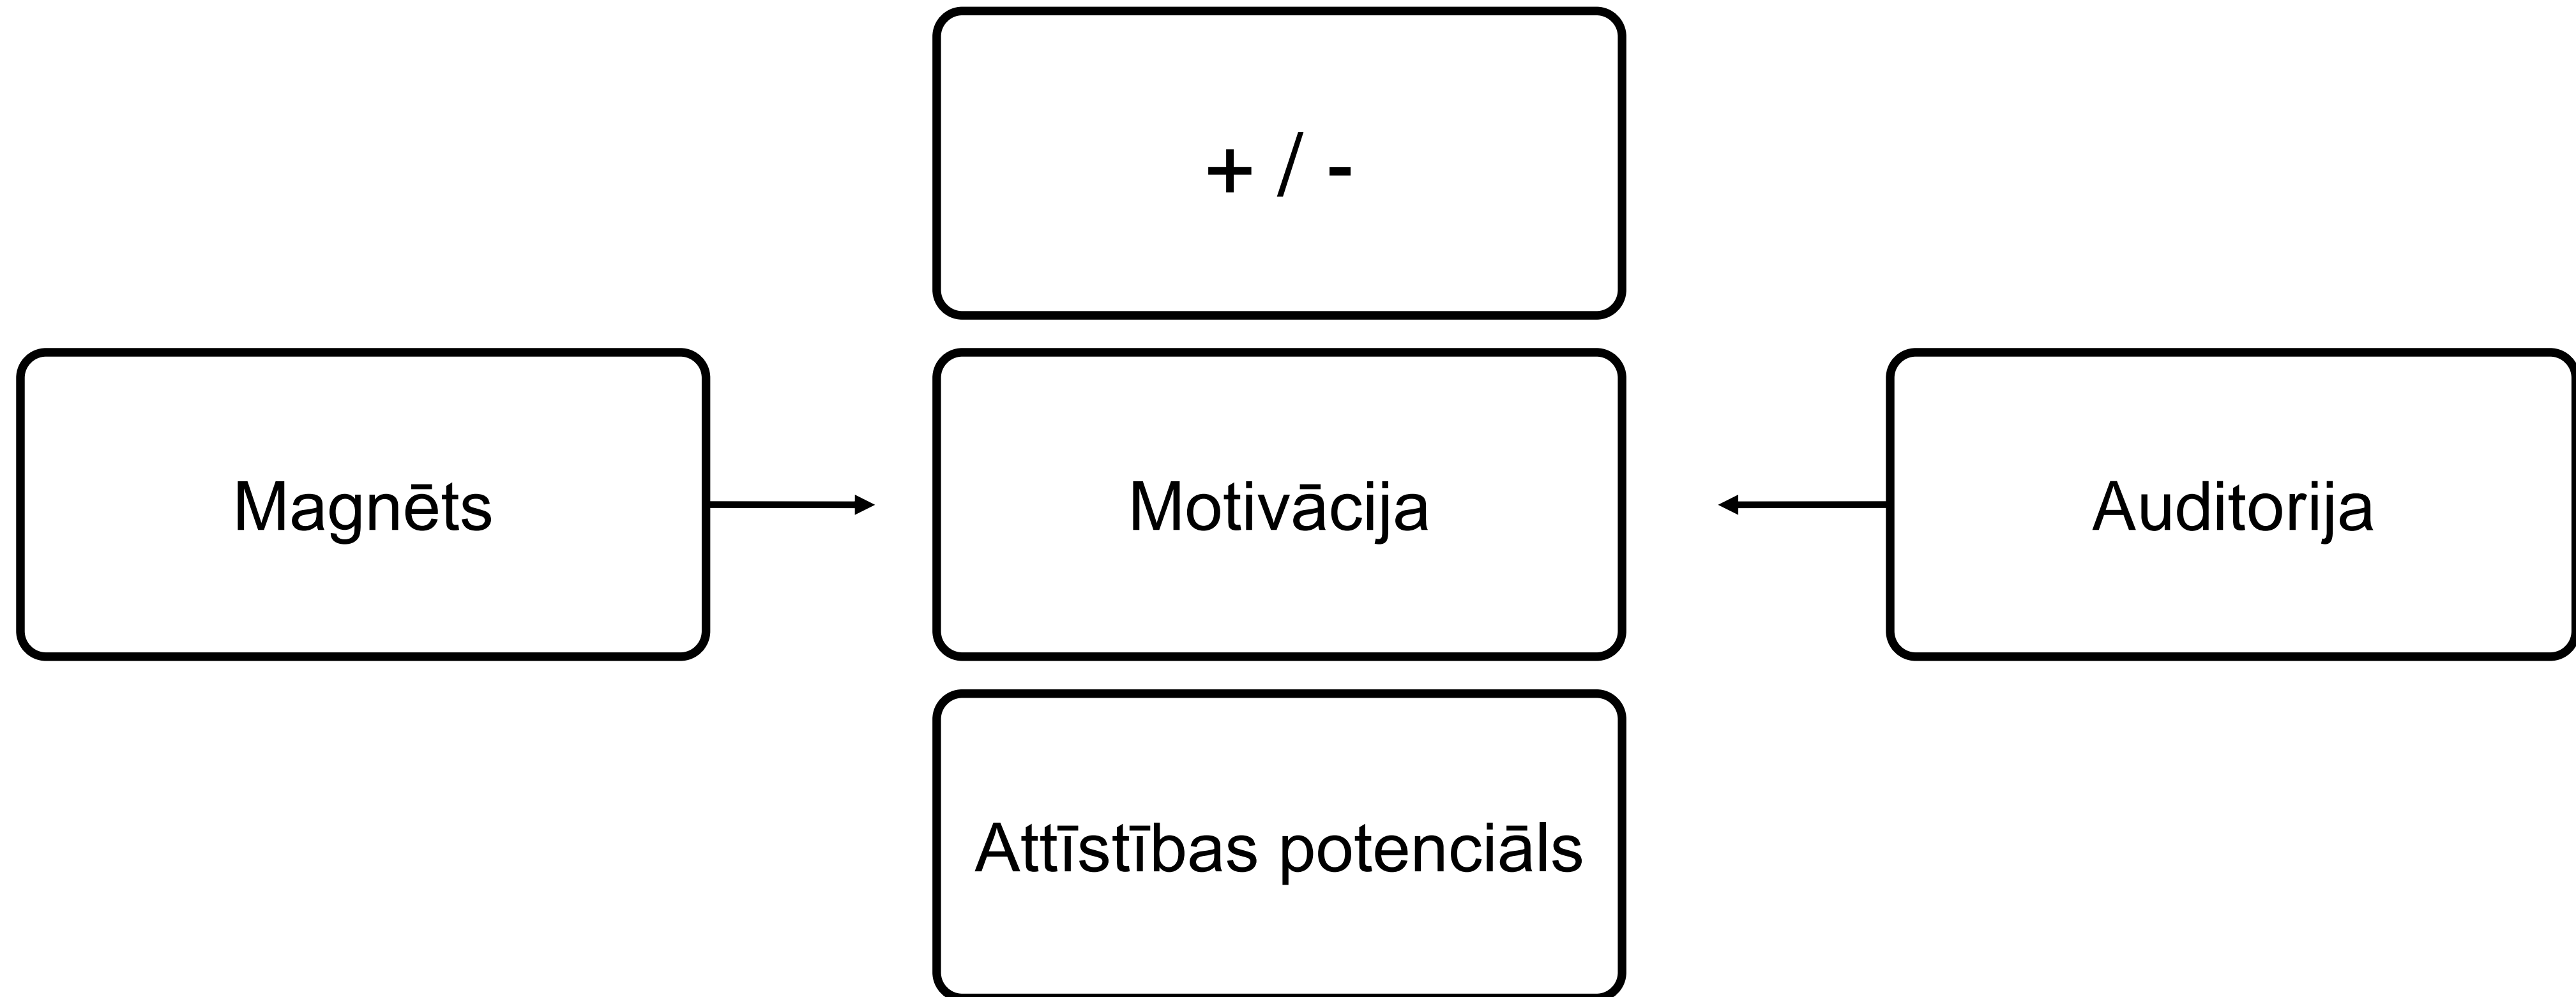 + / -
Magnēts
Motivācija
Auditorija
Attīstības potenciāls